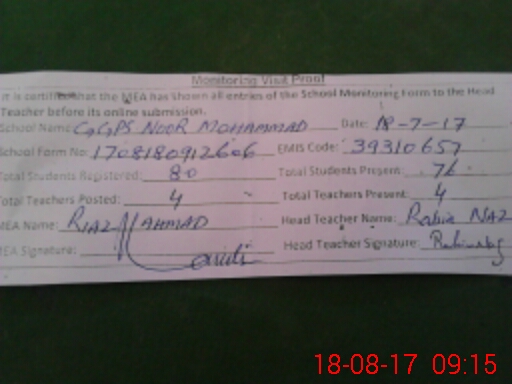 Monitoring Visit Proof
It is certified that the MEA has shown all entries of the School Monitoring Form to the Head
Teacher before its online submission.
School Name: GGPS NOOR MOHAMMAD Date: 18-7-17
School Form No: 1708180912606 EMIS Code: 39310657
Total Students Registered: 80 Total Students Present: 76
Total Teachers Posted: 4 Total Teachers Present: 4
MEA Name: RIAZ AHMAD Head Teacher Name: Rabia NAZ
MEA Signature: Head Teacher Signature: Rabia Naz
18-08-17 09:15